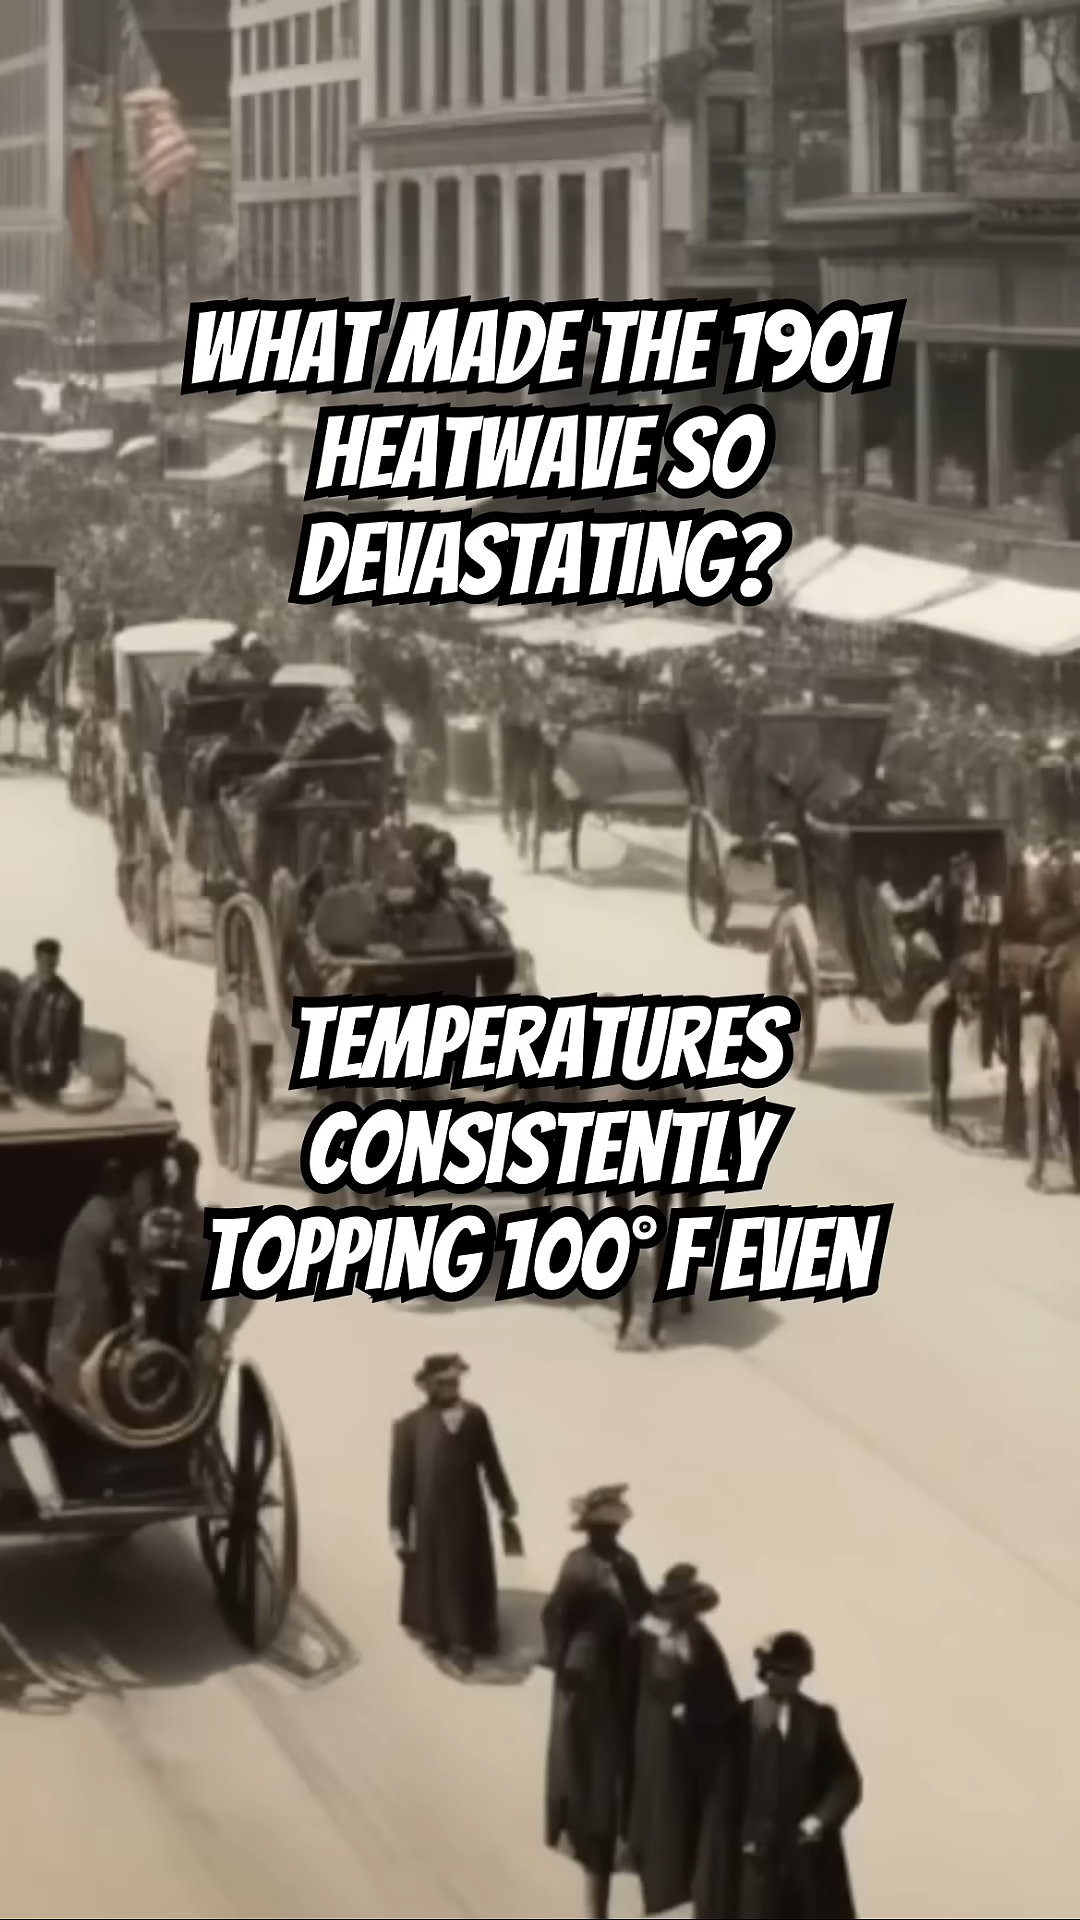 WHAT MADE THE 1901
HEATWAVE SO
DEVASTATING?
TEMPERATURES
CONSISTENTLY
TOPPING 100° F EVEN